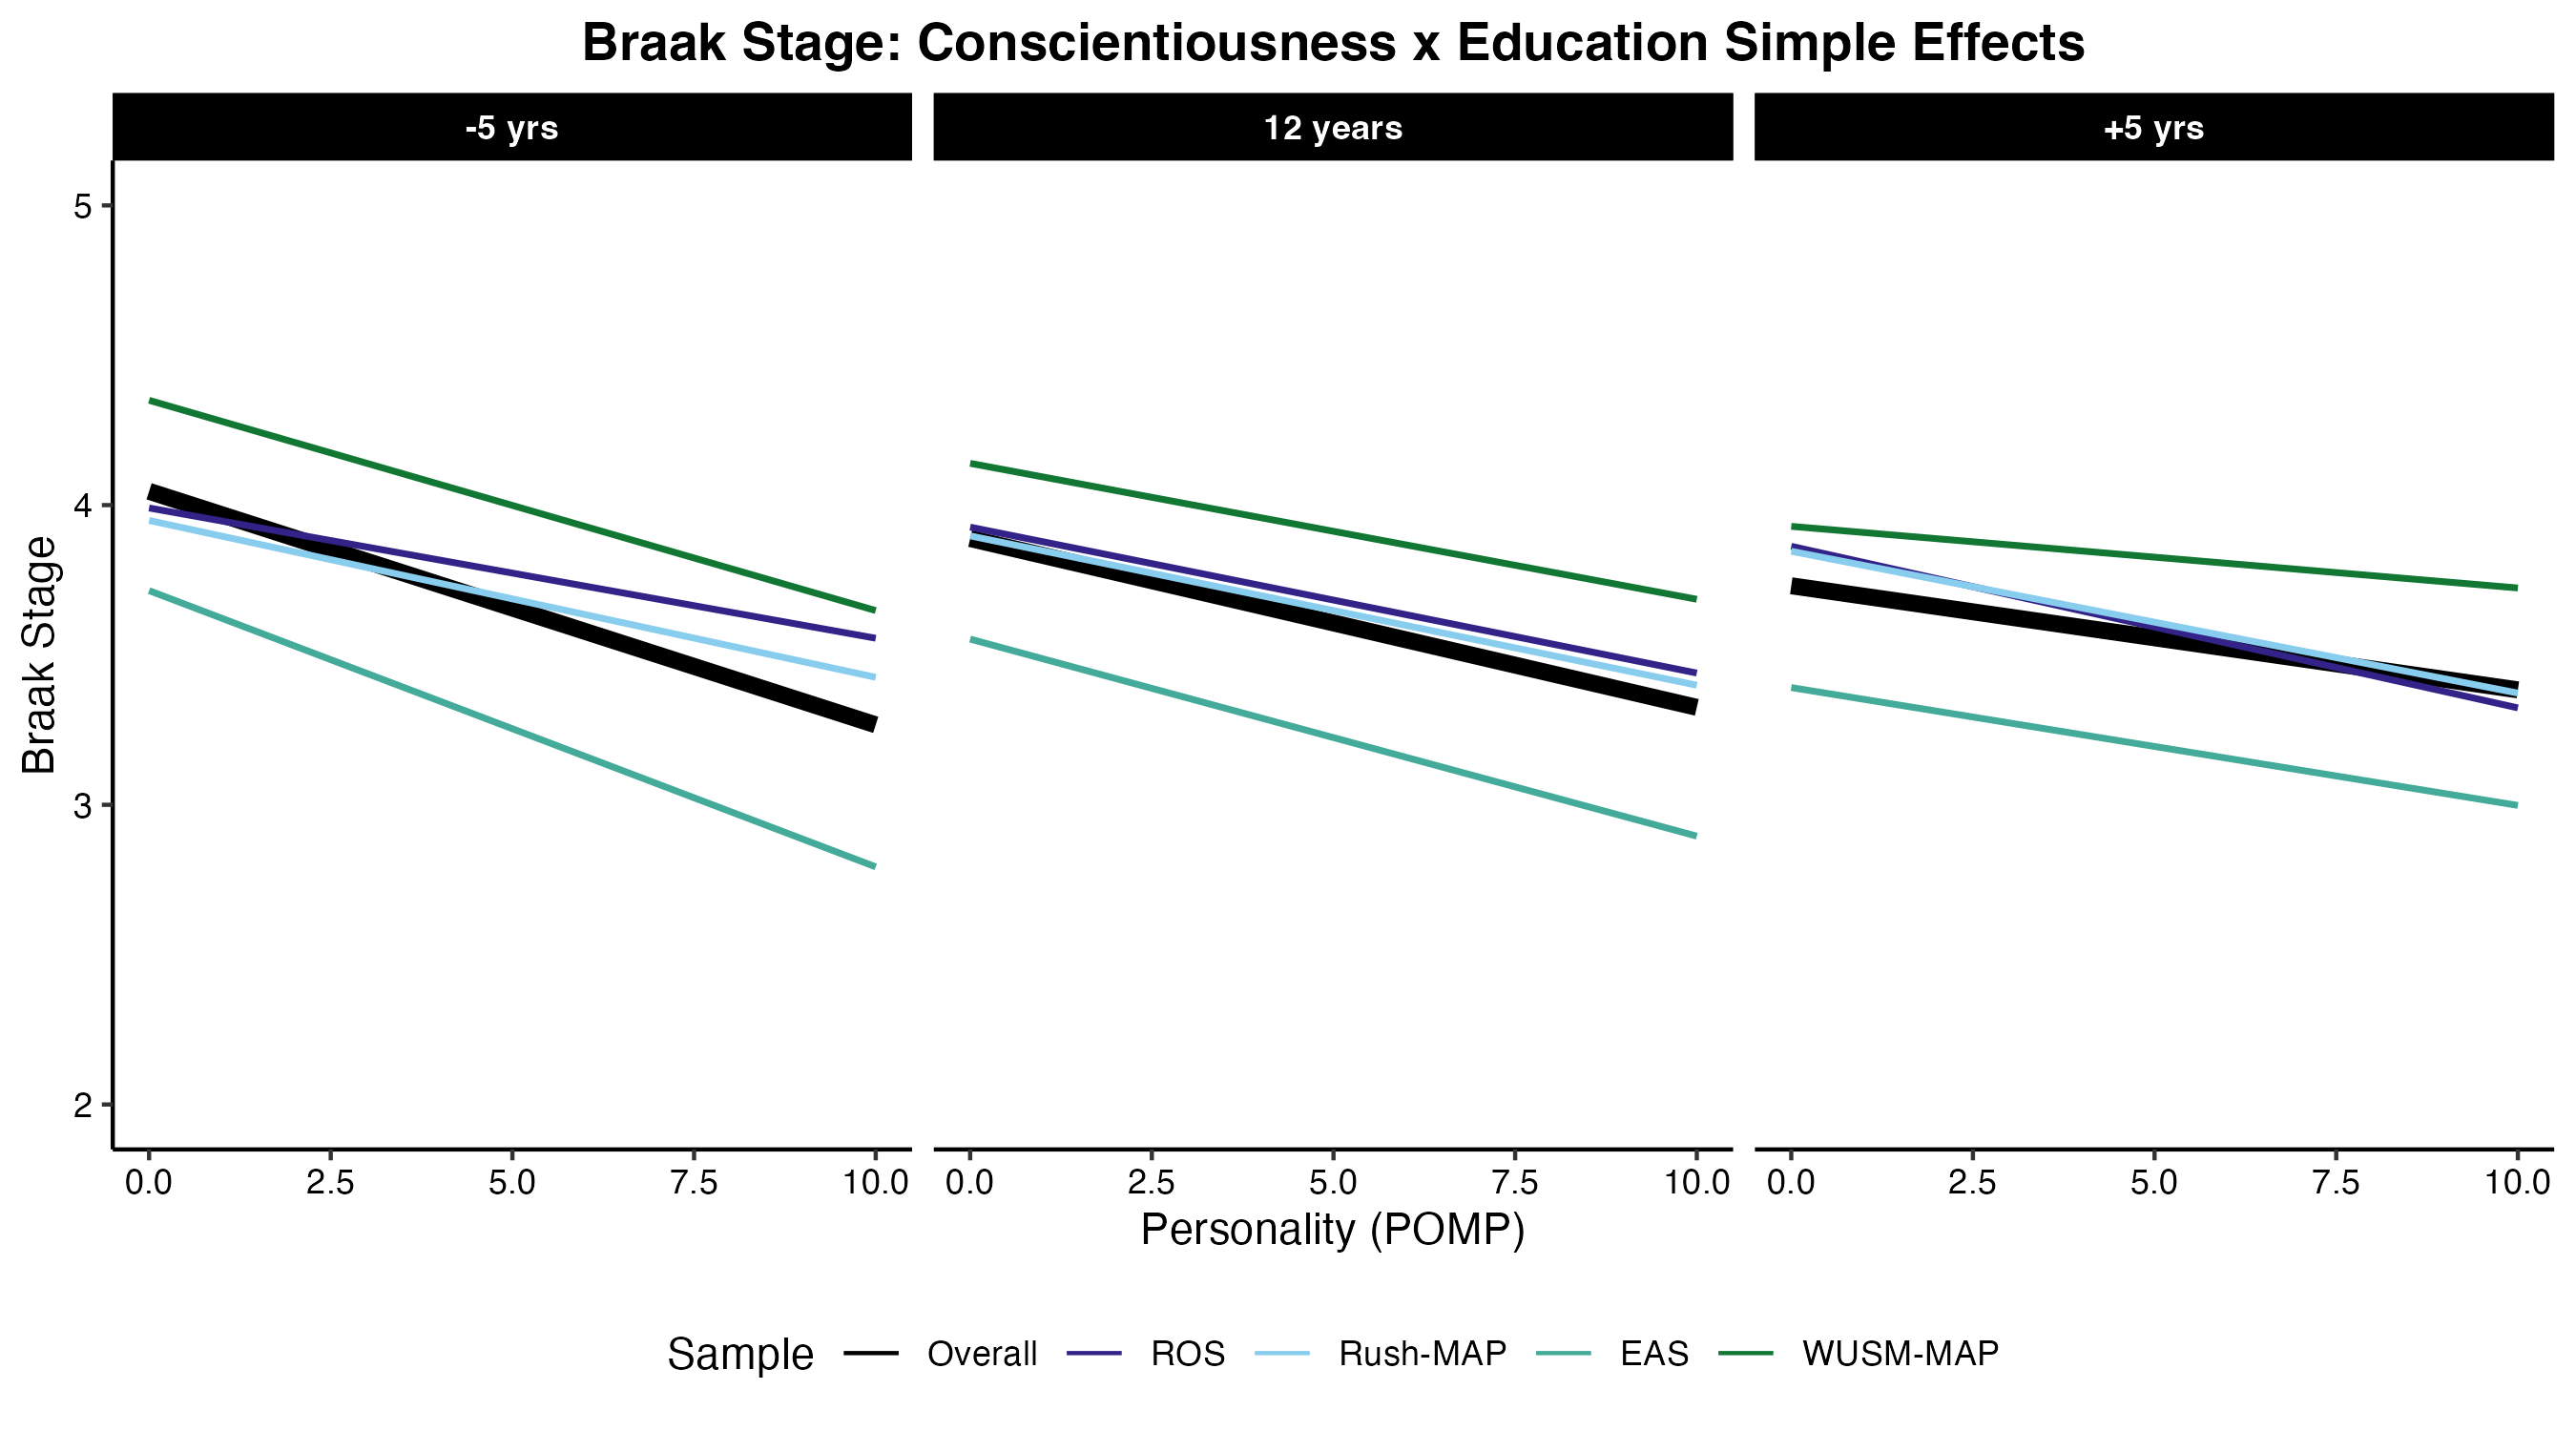 Braak Stage: Conscientiousness x Education Simple Effects
-5 yrs
12 years
+5 yrs
Braak Stage
5
4
3
2
0.0 2.5 5.0 7.5 10.0
0.0 2.5 5.0 7.5 10.0
0.0 2.5 5.0 7.5 10.0
Personality (POMP)
Sample Overall ROS Rush-MAP EAS WUSM-MAP